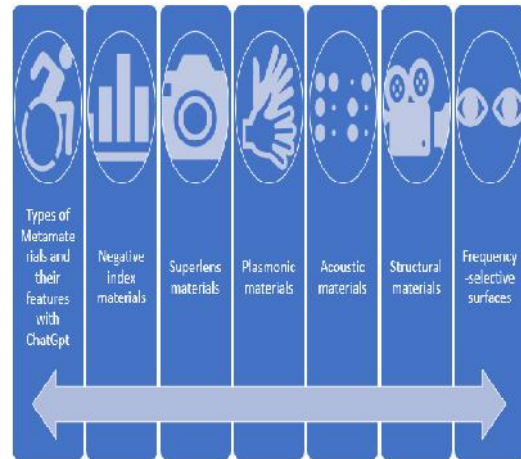 Types of
Metamate
rials and
their
features
with
ChatGpt
Negative
index
materials
Superlens
materials
Plasmonic
materials
Acoustic
materials
Structural
materials
Frequency
-selective
surfaces